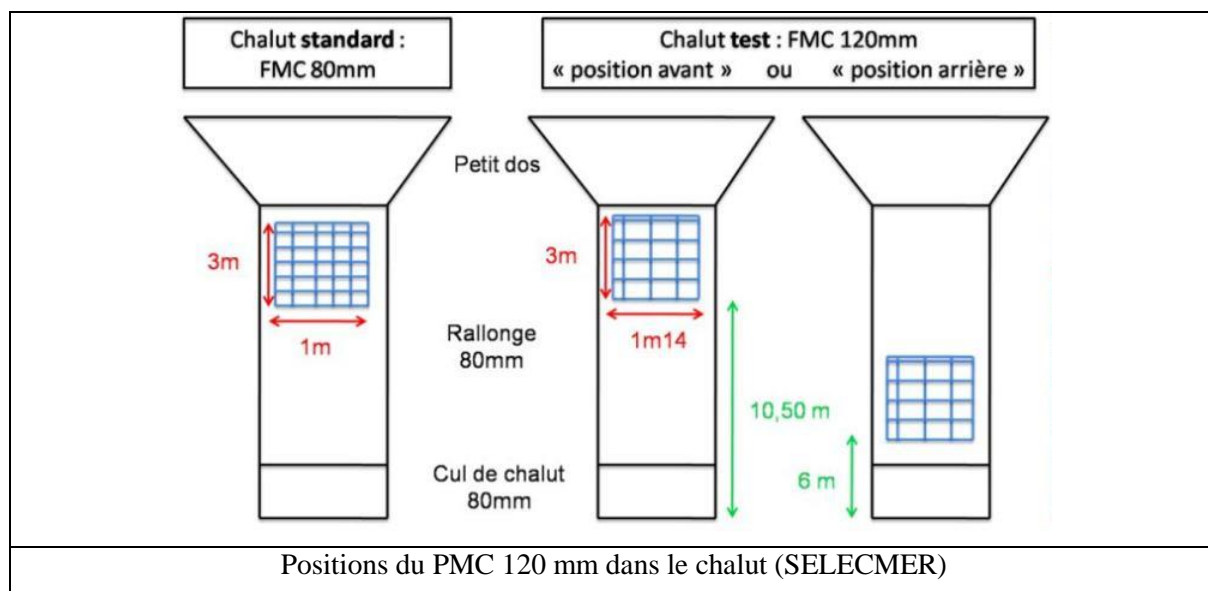 Chalut standard :
FMC 80mm
Chalut test : FMC 120mm
« position avant » ou « position arrière »
Petit dos
3m
1m
3m
1m14
Rallonge
80mm
10,50 m
Cul de chalut
80mm
6 m
Positions du PMC 120 mm dans le chalut (SELECMER)